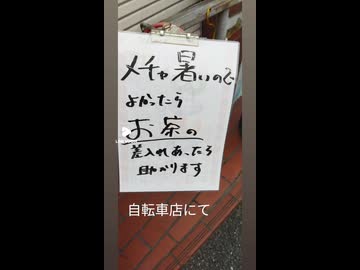 メチャ暑いので
よかったら
お茶の
差入れあったら
助かります
自転車店にて